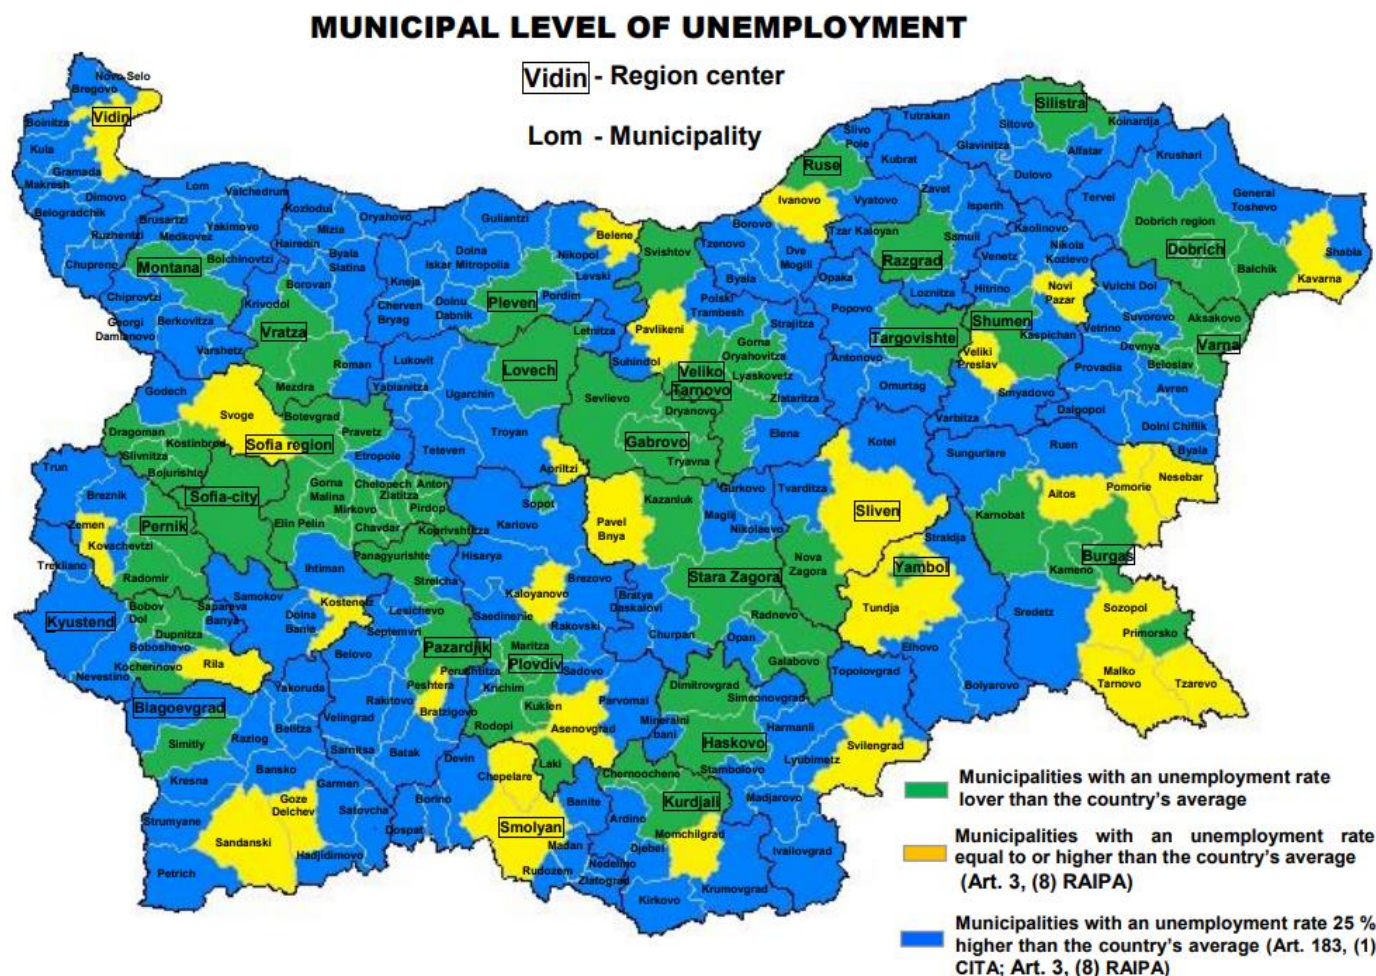 MUNICIPAL LEVEL OF UNEMPLOYMENT
Vidin - Region center
Lom - Municipality
Novo Selo
Bregovo
Vidin
Boinitza
Kula
Gramada
Makresh
Dimovo
Belogradchik
Ruzhentzi
Chuprene
Lom
Valchedrum
Brusartzi
Medkovez
Yakimovo
Montana
Boichinovtzi
Chiprovtzi
Georgi
Damianovo
Berkovitza
Varshetz
Kozlodui
Oryahovo
Mizia
Hairedin
Byala
Slatina
Borovan
Krivodol
Vratza
Roman
Mezdra
Guliantzi
Dolna
Mitropolia
Iskar
Nikopol
Belene
Levski
Kneja
Cherven
Bryag
Dolnu
Dabnik
Pleven
Pordim
Letnitza
Lovech
Lukovit
Yablanitza
Ugarchin
Troyan
Teteven
Apriltzi
Svishtov
Pavlikeni
Polski
Trambesh
Strajitza
Suhindol
Gorna
Oryahovitza
Veliko
Tarnovo
Lyaskovetz
Zlataritza
Elena
Sevlievo
Dryanovo
Gabrovo
Tryavna
Silistra
Tutrakan
Sitovo
Koinardja
Glavinitza
Alfatar
Dulovo
Slivo
Pole
Ruse
Ivanovo
Vyatovo
Borovo
Tzenovo
Dve
Mogili
Byala
Kubrat
Zavet
Isperih
Tzar Kaloyan
Samuil
Razgrad
Loznitza
Opaka
Popovo
Targovishte
Antonovo
Omurtag
Krushari
Tervel
General
Toshevo
Dobrich region
Dobrich
Shabla
Kavarna
Balchik
Kaolinovo
Nikola
Kozlevo
Venetz
Hitrino
Novi
Pazar
Shumen
Kaspichan
Veliki
Preslav
Smyadovo
Varbitza
Vulchi Dol
Suvorovo
Vetrino
Aksakovo
Devnya
Varna
Beloslav
Provadia
Avren
Dalgopol
Dolni Chiflik
Byala
Godech
Svoge
Botevgrad
Sofia region
Pravetz
Etropole
Dragoman
Kostinbrod
Slivnitza
Bojurishte
Sofia-city
Gorna
Malina
Chelopech
Anton
Zlatitza
Mirkovo
Pirdop
Chavdar
Koprivshtitza
Elin Pelin
Ihtiman
Samokov
Kostenetz
Dolna
Banie
Trun
Breznik
Zemen
Pernik
Kovachevtzi
Radomir
Trekliano
Kyustend
Bobov
Dol
Sapareva
Banya
Dupnitza
Boboshevo
Kocherinovo
Rila
Nevestino
Blagoevgrad
Simitly
Razlog
Yakoruda
Belitza
Bansko
Kresna
Strumyane
Sandanski
Goze
Delchev
Garmen
Satovcha
Hadjidimovo
Petrich
Panagyurishte
Strelcha
Lesichevo
Septemvri
Pazardjik
Belovo
Peshtera
Bratzigovo
Rakitovo
Velingrad
Sarnitsa
Batak
Sopot
Karlovo
Hisarya
Kaloyanovo
Brezovo
Saedinenie
Rakovski
Maritza
Plovdiv
Perushtitza
Krichim
Sadovo
Kuklen
Rodopi
Asenovgrad
Parvomai
Laki
Devin
Chepelare
Borino
Dospat
Smolyan
Banite
Madan
Rudozem
Nedelino
Zlatograd
Pavel
Bnya
Kazanluk
Gurkovo
Maglij
Nikolaevo
Stara Zagora
Bratya
Daskalovi
Churpan
Opan
Radnevo
Galabovo
Kotel
Tvarditza
Sliven
Nova
Zagora
Straldja
Yambol
Tundja
Elhovo
Bolyarovo
Sungurlare
Ruen
Karnobat
Aitos
Pomorie
Nesebar
Burgas
Kameno
Sredetz
Sozopol
Primorsko
Malko
Tarnovo
Tzarevo
Dimitrovgrad
Simeonovgrad
Topolovgrad
Mineralni
bani
Haskovo
Harmanli
Svilengrad
Lyubimetz
Stambolovo
Madjarovo
Ivailovgrad
Chernoochene
Kurdjali
Ardino
Momchilgrad
Djebel
Krumovgrad
Kirkovo
Municipalities with an unemployment rate
lover than the country's average
Municipalities with an unemployment rate
equal to or higher than the country's average
(Art. 3, (8) RAIPA)
Municipalities with an unemployment rate 25 %
higher than the country's average (Art. 183, (1)
CITA; Art. 3, (8) RAIPA)